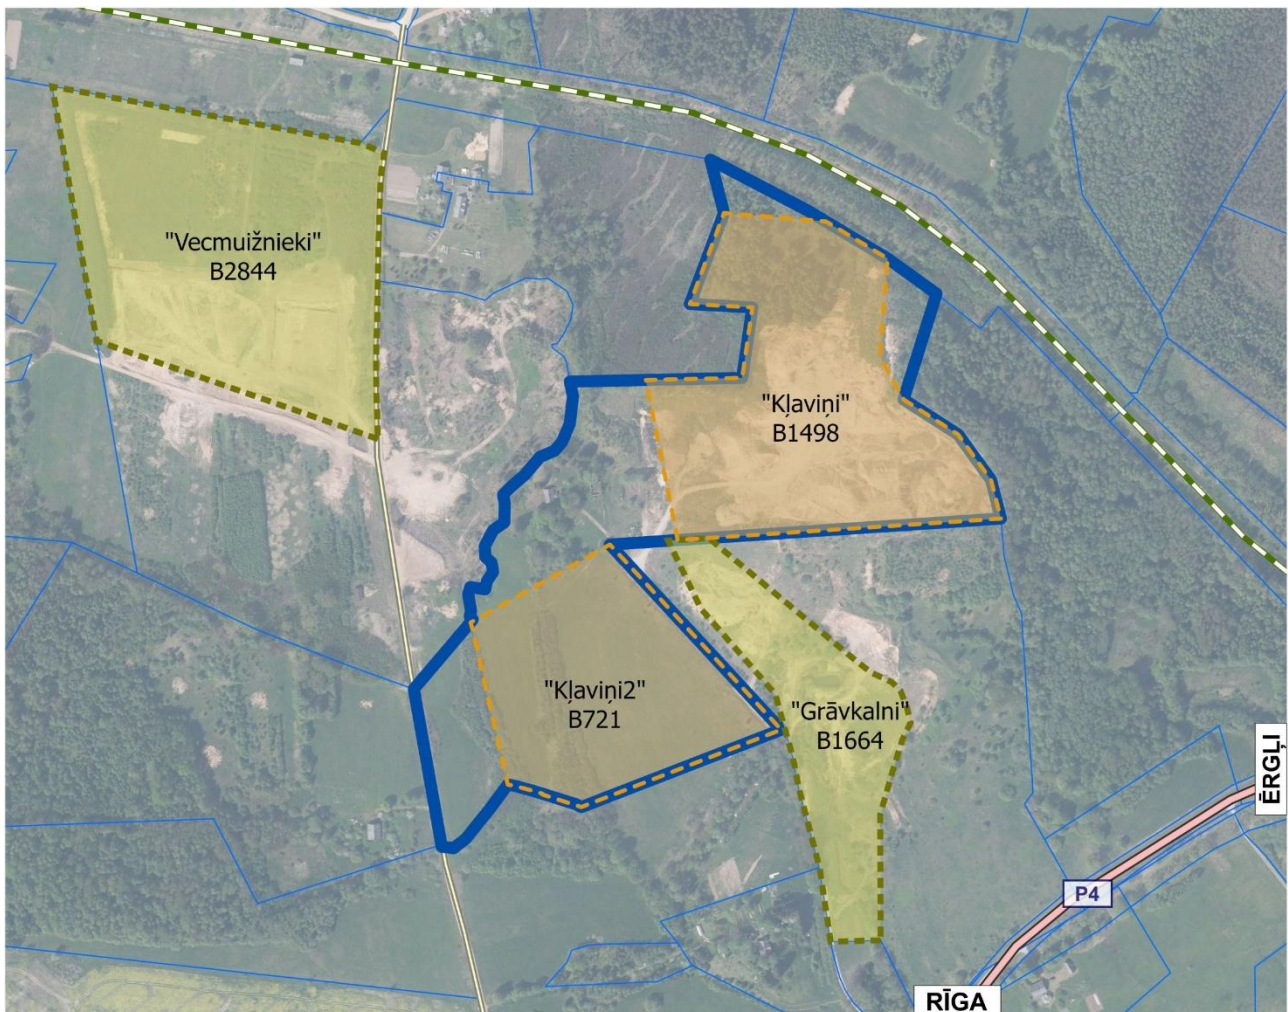 "Vecmuižnieki"
B2844
"Kļaviņi"
B1498
"Kļaviņi2"
B721
"Grāvkalni"
B1664
ĒRGĻI
P4
RĪGA